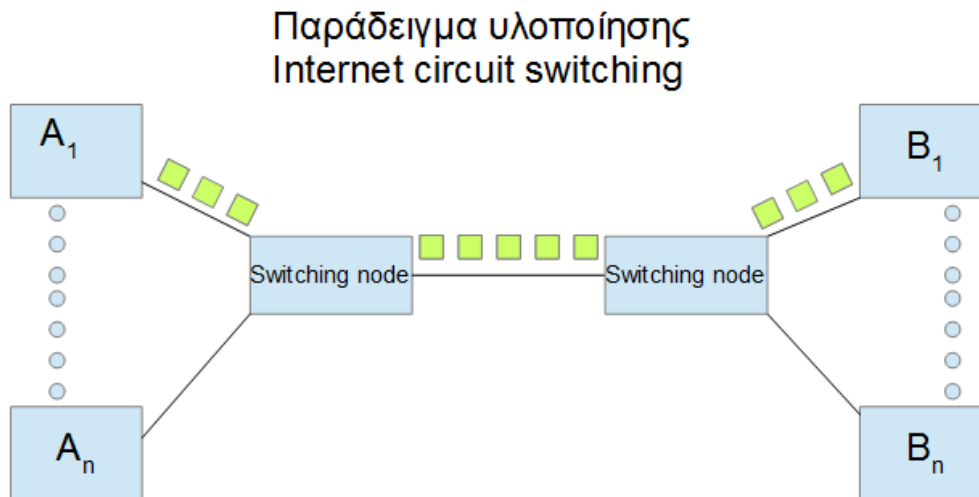 Παράδειγμα υλοποίησης
Internet circuit switching
A1
B1
Switching node
Switching node
An
Bn